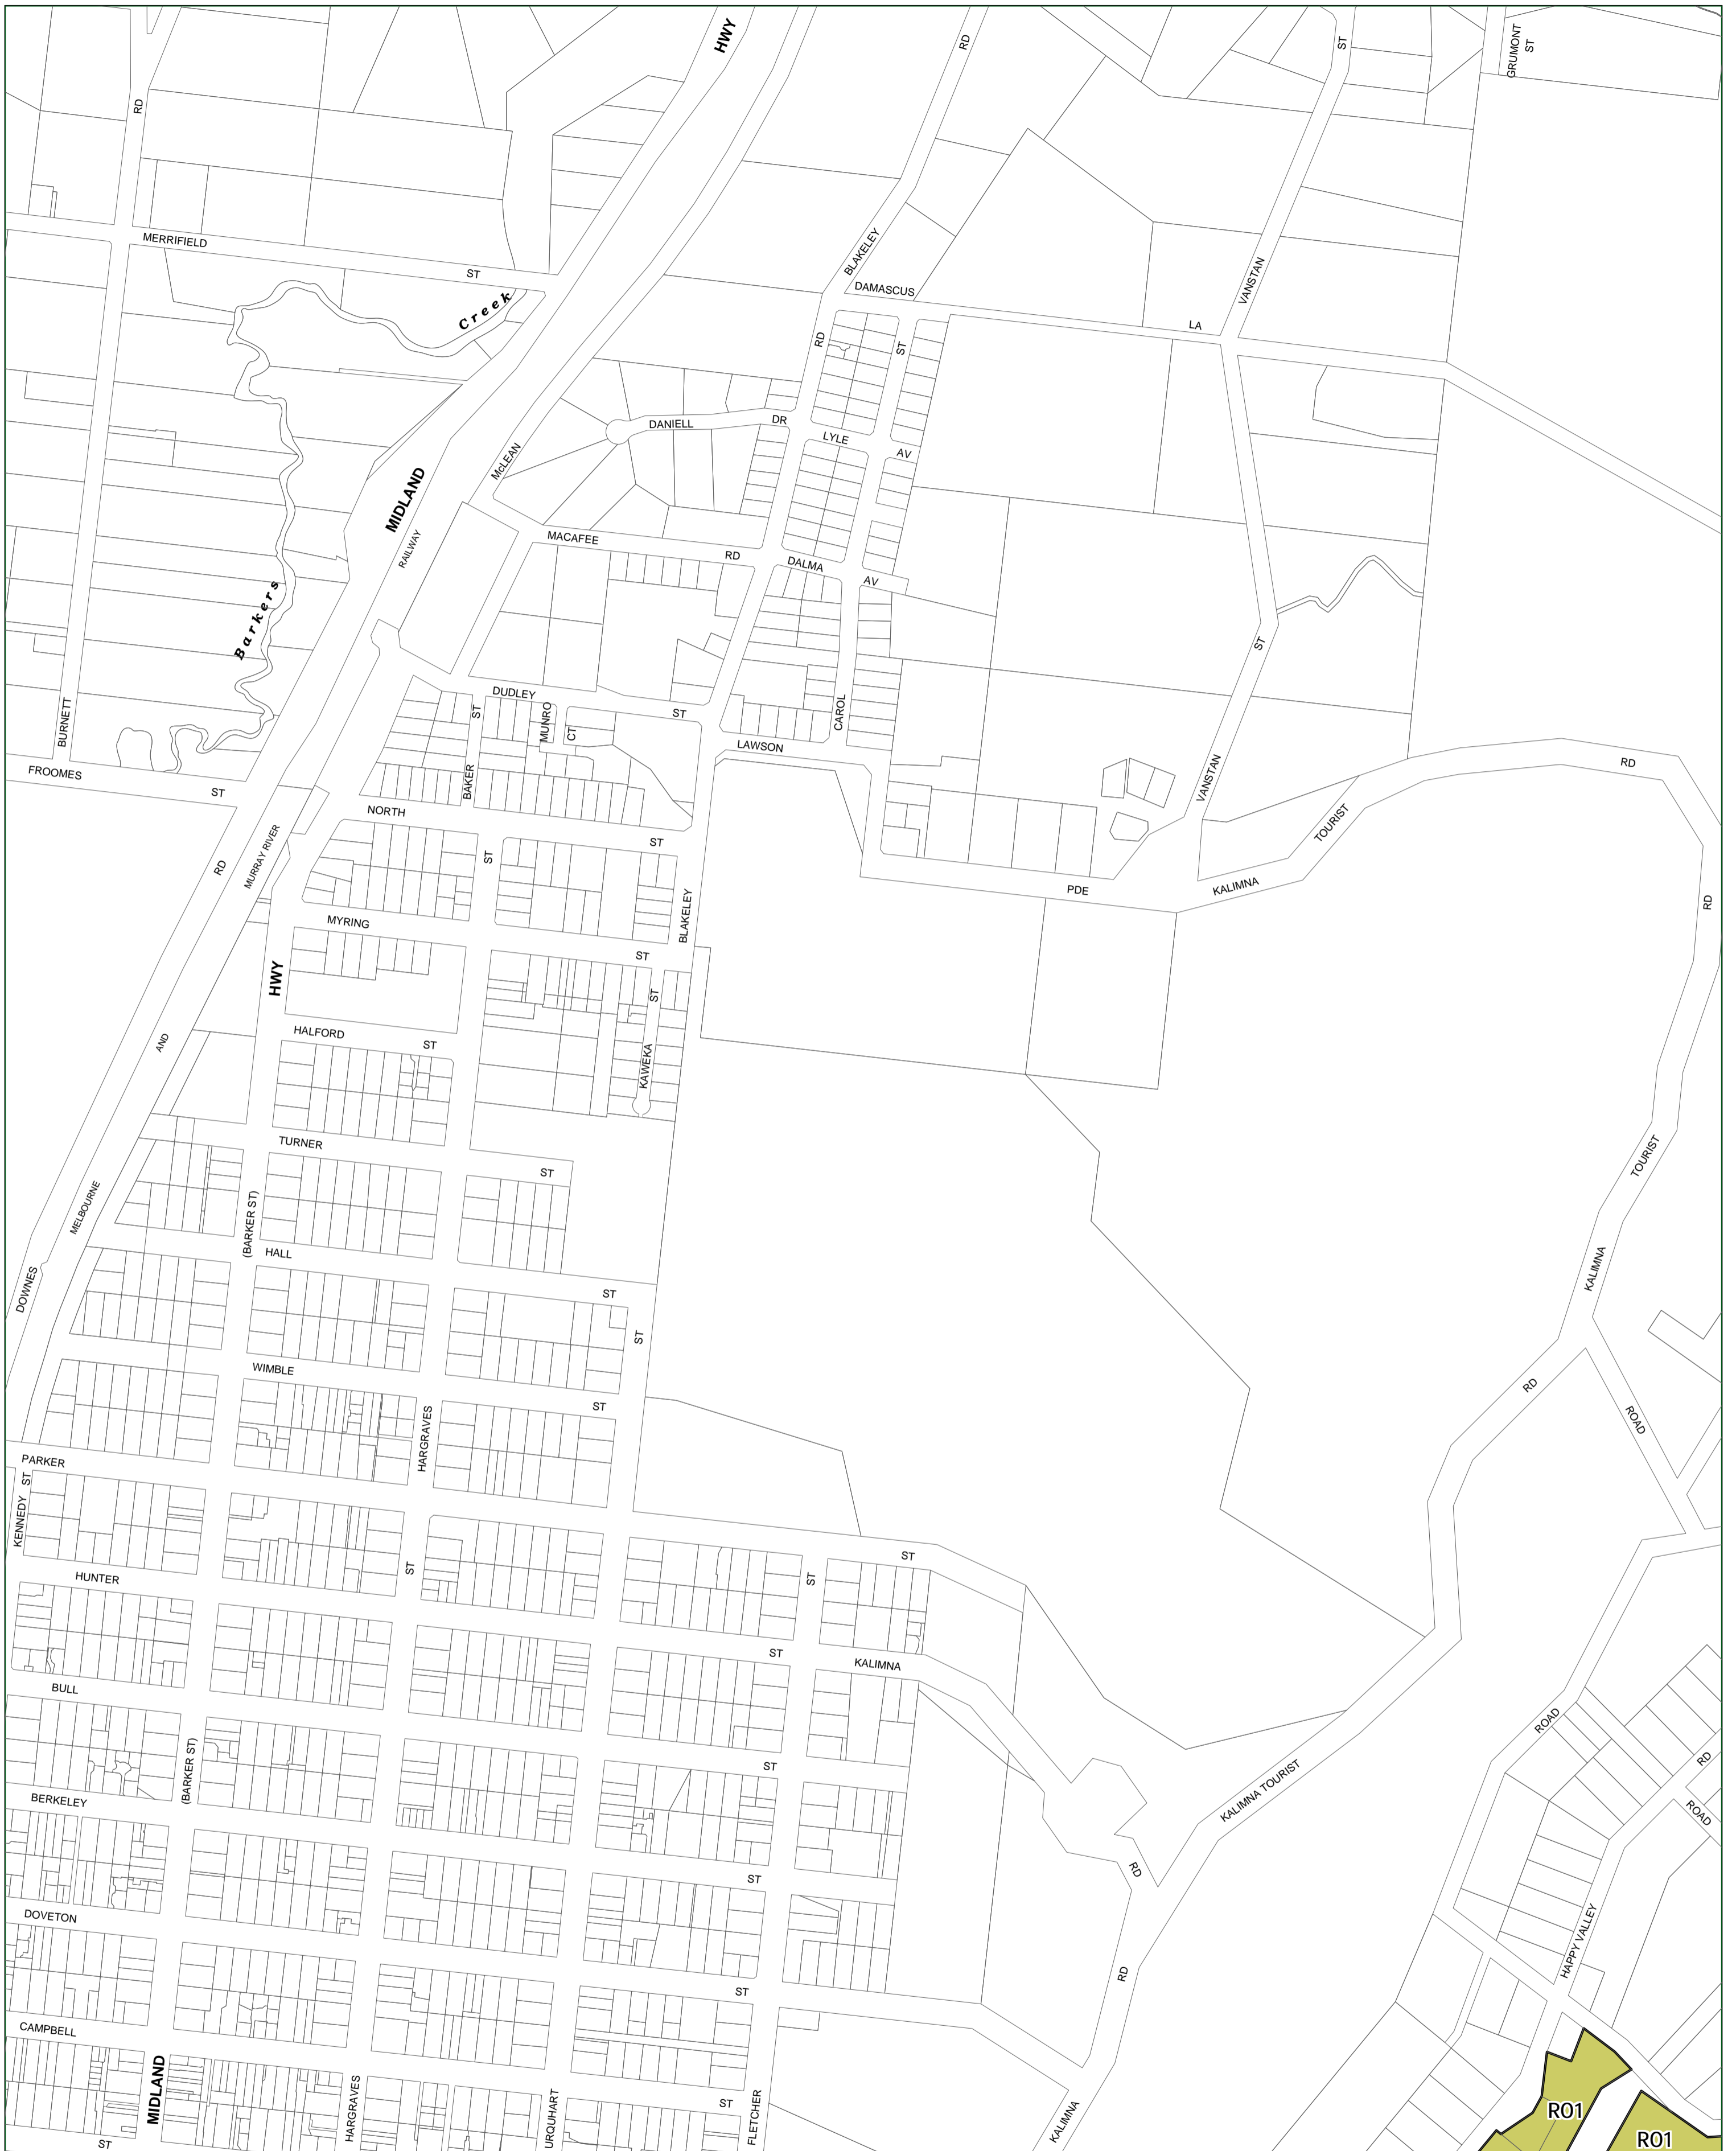 HWY
RD
ST
GRUMONT
ST
RD
MERRIFIELD
ST
Creek
BLAKELEY
DAMASCUS
VANSTAN
LA
RD
ST
DANIELL
DR
LYLE
AV
McLEAN
MIDLAND
RAILWAY
MACAFEE
RD
DALMA
AV
Barkers
ST
BURNETT
DUDLEY
ST
MUNRO
CT
ST
CAROL
LAWSON
BAKER
VANSTAN
RD
FROOMES
ST
NORTH
ST
TOURIST
MURRAY RIVER
RD
ST
PDE
KALIMNA
BLAKELEY
RD
MYRING
ST
HWY
ST
HALFORD
ST
AND
KAWEKA
TURNER
ST
TOURIST
MELBOURNE
(BARKER ST)
HALL
KALIMNA
DOWNES
ST
ST
WIMBLE
RD
ST
ROAD
HARGRAVES
PARKER
ST
KENNEDY
ST
ST
ST
HUNTER
ST
KALIMNA
BULL
ROAD
ST
(BARKER ST)
RD
KALIMNA TOURIST
BERKELEY
ROAD
RD
ST
DOVETON
HAPPY VALLEY
RD
ST
CAMPBELL
MIDLAND
HARGRAVES
URQUHART
FLETCHER
ST
KALIMNA
RO1
RO1
ST